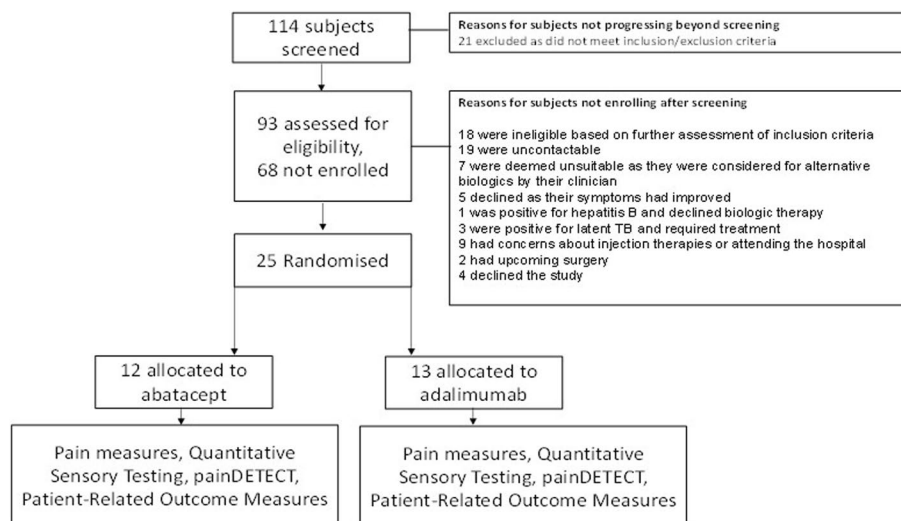 114 subjects
screened
Reasons for subjects not progressing beyond screening
21 excluded as did not meet inclusion/exclusion criteria
93 assessed for
eligibility,
68 not enrolled
Reasons for subjects not enrolling after screening
18 were ineligible based on further assessment of inclusion criteria
19 were uncontactable
7 were deemed unsuitable as they were considered for alternative
biologics by their clinician
5 declined as their symptoms had improved
1 was positive for hepatitis B and declined biologic therapy
3 were positive for latent TB and required treatment
9 had concerns about injection therapies or attending the hospital
2 had upcoming surgery
4 declined the study
25 Randomised
12 allocated to
abatacept
13 allocated to
adalimumab
Pain measures, Quantitative
Sensory Testing, painDETECT,
Patient-Related Outcome Measures
Pain measures, Quantitative
Sensory Testing, painDETECT,
Patient-Related Outcome Measures